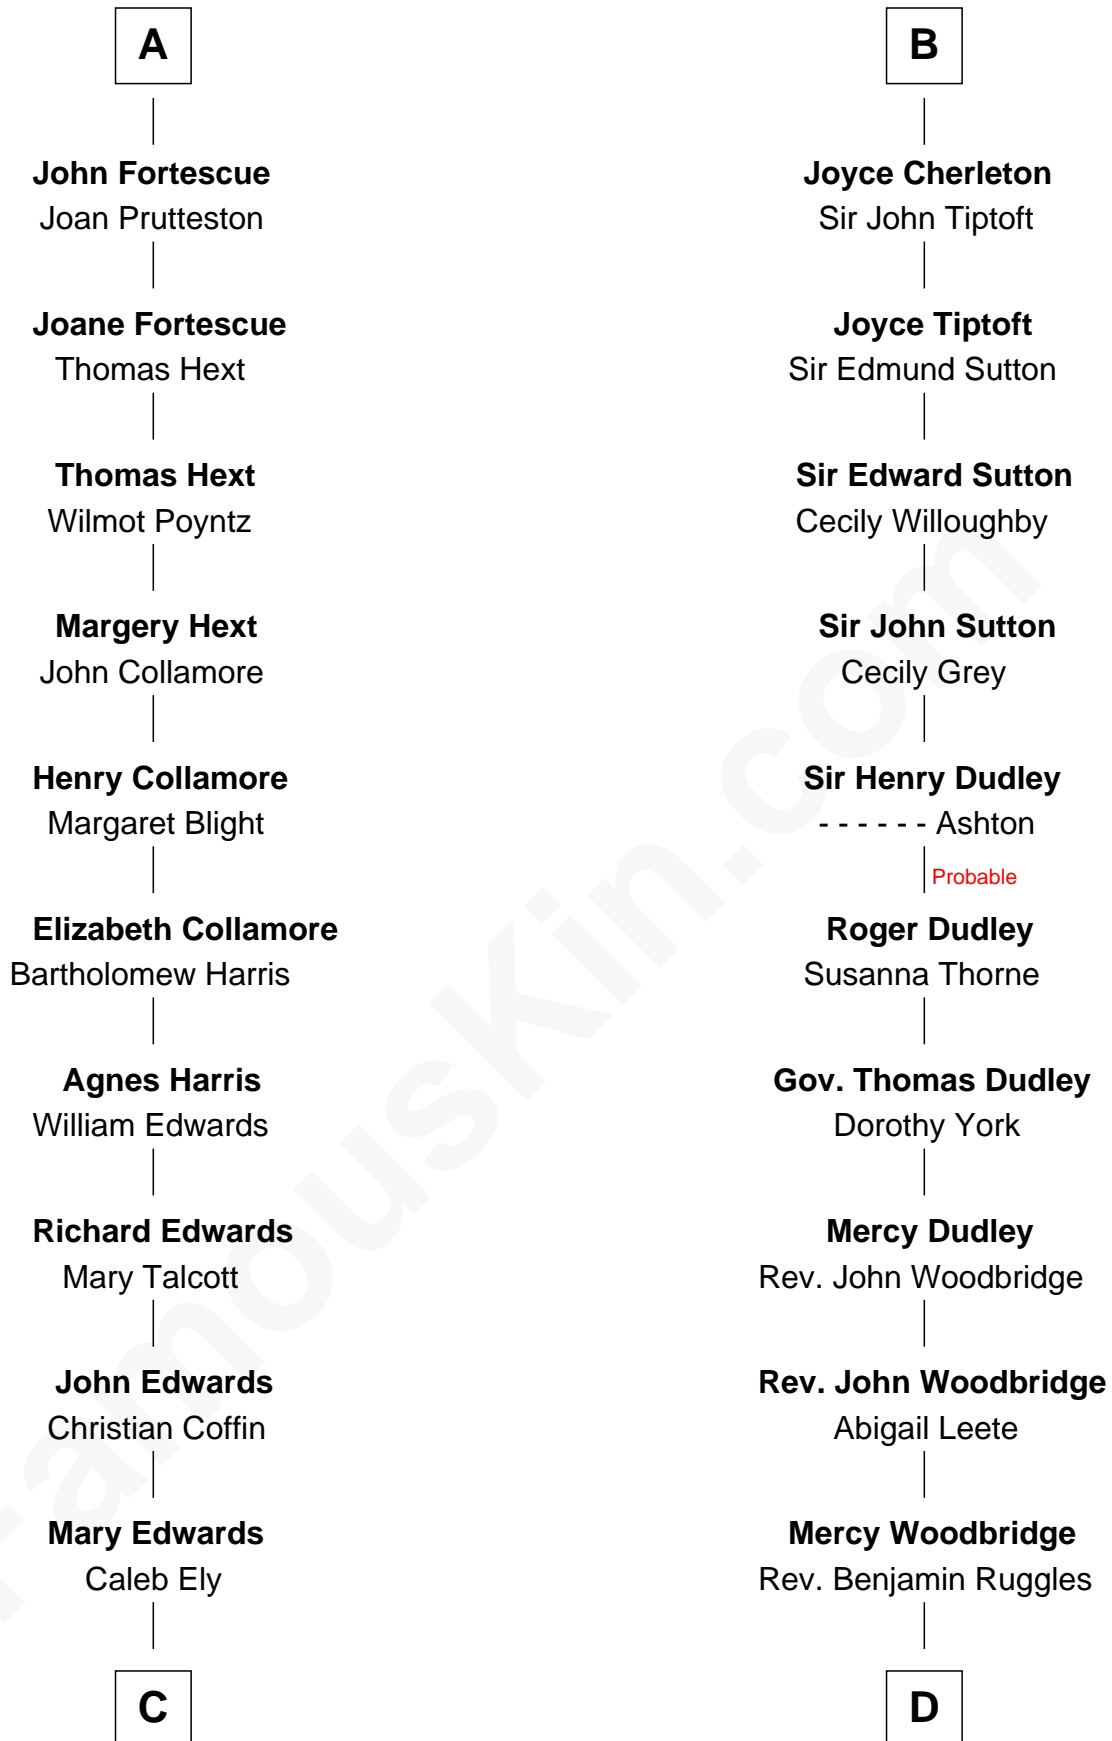 A
John Fortescue
Joan Prutteston
Joane Fortescue
Thomas Hext
Thomas Hext
Wilmot Poyntz
Margery Hext
John Collamore
Henry Collamore
Margaret Blight
Elizabeth Collamore
Bartholomew Harris
Agnes Harris
William Edwards
Richard Edwards
Mary Talcott
John Edwards
Christian Coffin
Mary Edwards
Caleb Ely
C
B
Joyce Cherleton
Sir John Tiptoft
Joyce Tiptoft
Sir Edmund Sutton
Sir Edward Sutton
Cecily Willoughby
Sir John Sutton
Cecily Grey
Sir Henry Dudley
- - - - - - Ashton
Probable
Roger Dudley
Susanna Thorne
Gov. Thomas Dudley
Dorothy York
Mercy Dudley
Rev. John Woodbridge
Rev. John Woodbridge
Abigail Leete
Mercy Woodbridge
Rev. Benjamin Ruggles
D
FamousKin.com